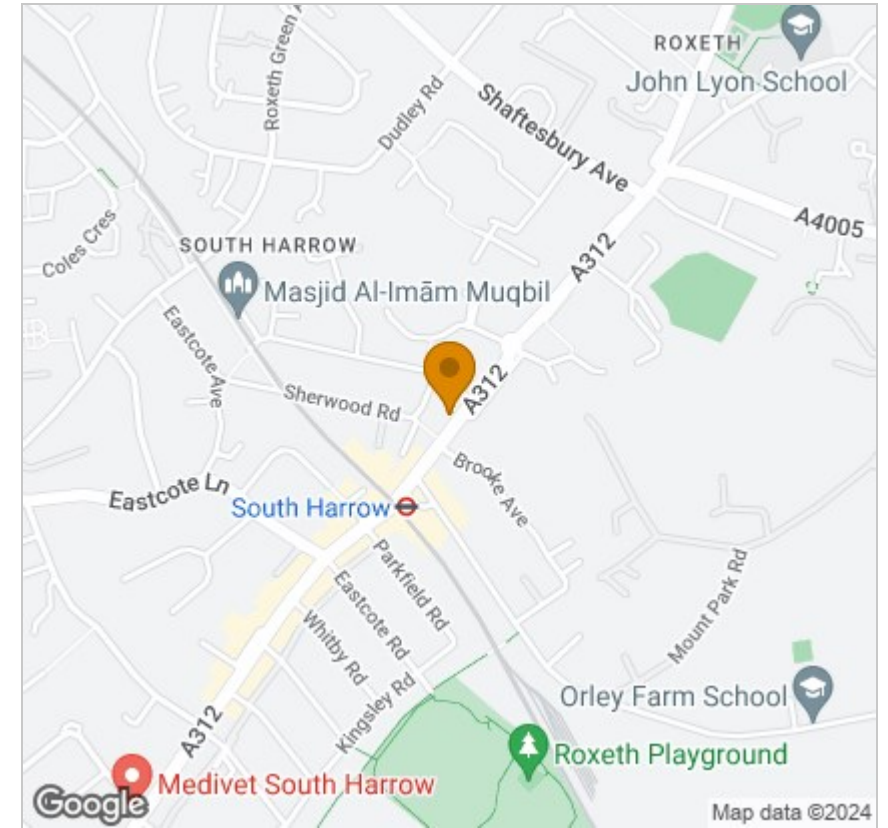 ROXETH
John Lyon School
Roxeth Green A
Dudley Rd
Shaftesbury Ave
A4005
Coles Cres
SOUTH HARROW
A312
Masjid Al-Imām Muqbil
Eastcote Ave
A312
Sherwood Rd
Brooke Ave
Eastcote Ln
South Harrow
Parkfield Rd
Mount Park Rd
Eastcote Rd
Whitby Rd
Kingsley Rd
Orley Farm School
A312
Roxeth Playground
Medivet South Harrow
Google
Map data ©2024